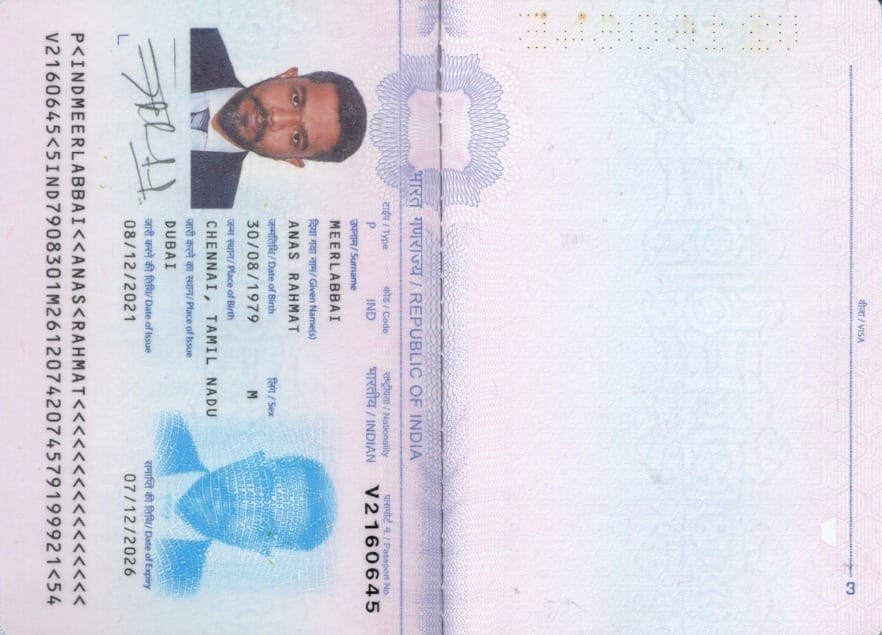 भारत गणराज्य / REPUBLIC OF INDIA
टाईप / Type
कोड / Code
राष्ट्रीयता / Nationality
पासपोर्ट न. / Passport No.
P
IND
भारतीय / INDIAN
V2160645
उपनाम / Surname
MEERLABBAI
दिया गया नाम / Given Name(s)
ANAS RAHMAT
जन्मतिथि / Date of Birth
लिंग / Sex
30/08/1979
M
जन्म स्थान / Place of Birth
CHENNAI, TAMIL NADU
जारी करने का स्थान / Place of Issue
DUBAI
जारी करने की तिथि / Date of Issue
समाप्ति की तिथि / Date of Expiry
08/12/2021
07/12/2026
P<INDMEERLABBAI<<ANAS<RAHMAT<<<<<<<<<<<<<<<<
V2160645<5IND7908301M26120742074579199921<54
वीजा / VISA
3